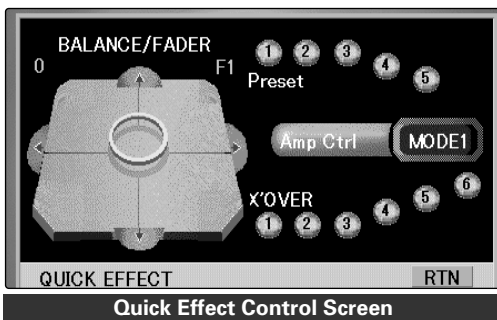 BALANCE/FADER
0 F1
1 2 3 4 5
Preset
Amp Ctrl MODE1
X'OVER
1 2 3 4 5 6
QUICK EFFECT RTN
Quick Effect Control Screen